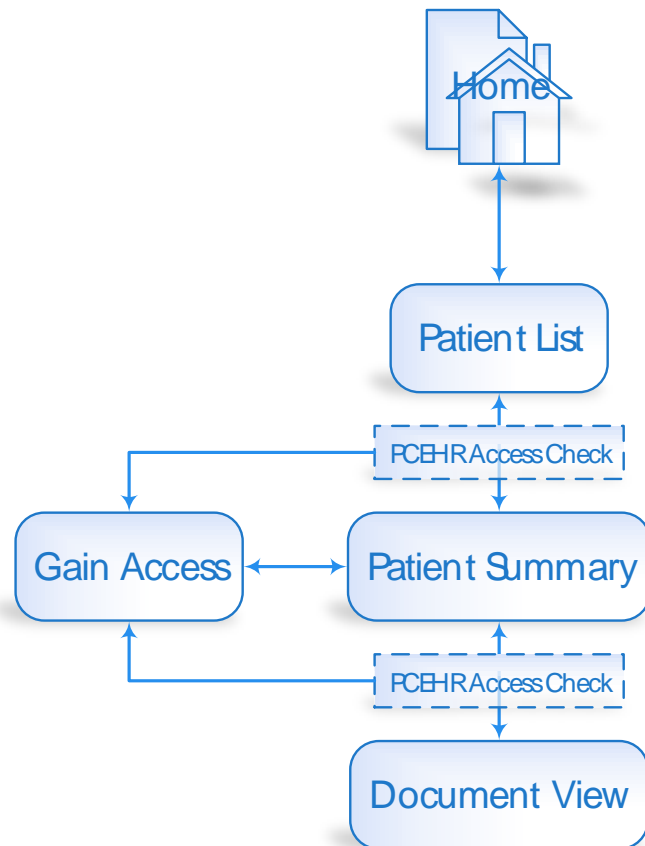 Home
Patient List
PCEHR Access Check
Gain Access
Patient Summary
PCEHR Access Check
Document View